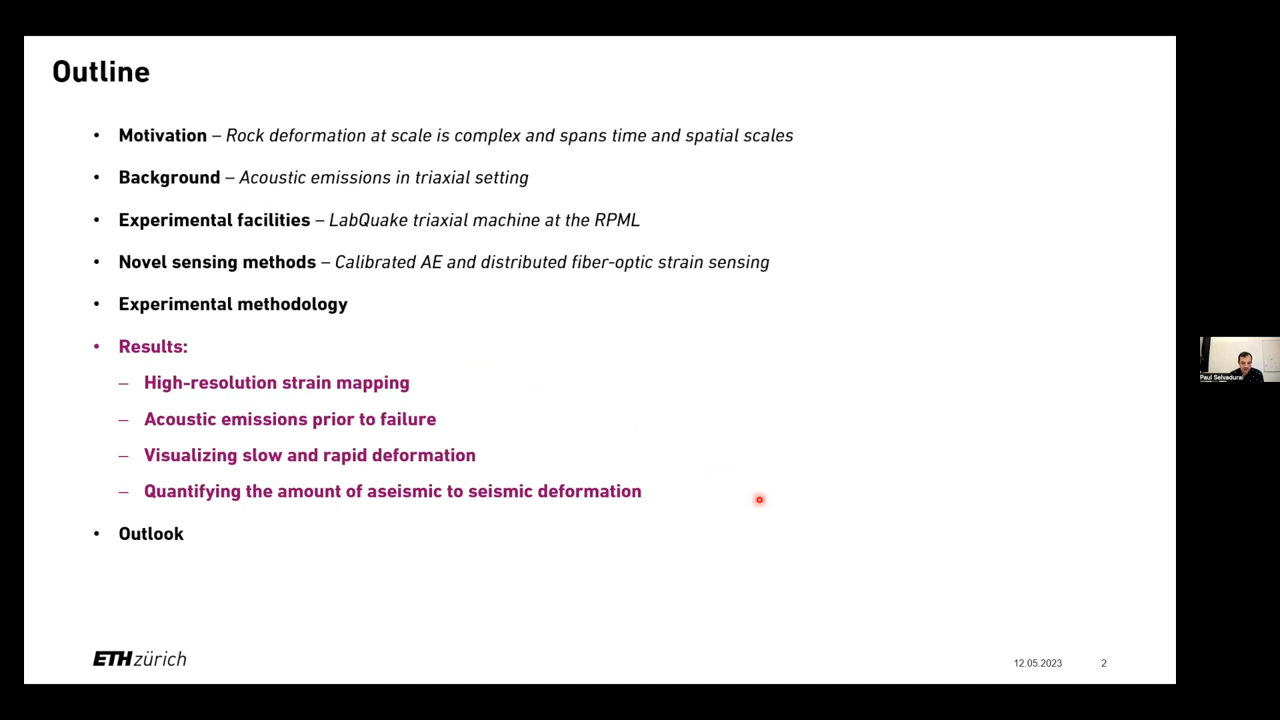 Outline
• Motivation – Rock deformation at scale is complex and spans time and spatial scales
• Background – Acoustic emissions in triaxial setting
• Experimental facilities – LabQuake triaxial machine at the RPML
• Novel sensing methods – Calibrated AE and distributed fiber-optic strain sensing
• Experimental methodology
• Results:
– High-resolution strain mapping
– Acoustic emissions prior to failure
– Visualizing slow and rapid deformation
– Quantifying the amount of aseismic to seismic deformation
• Outlook
Paul Selvadurai
ETH zürich
12.05.2023 2